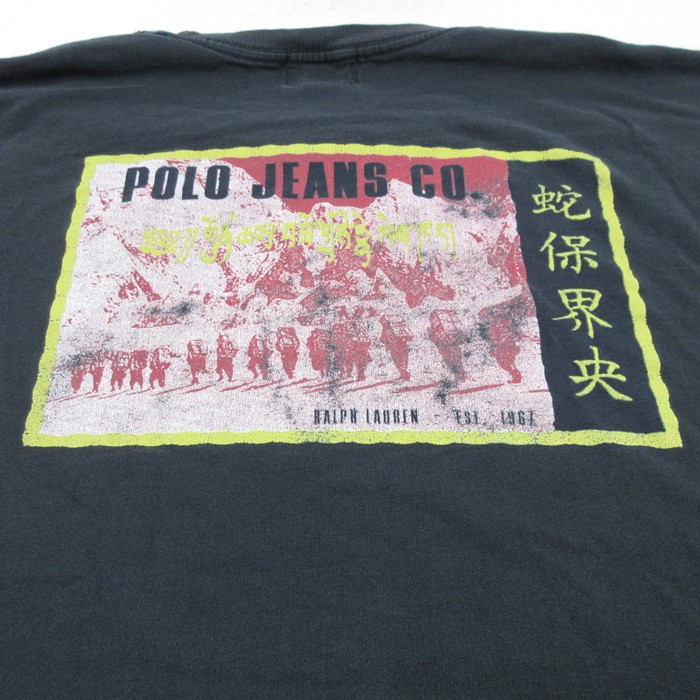 POLO JEANS CO.
RALPH LAUREN - EST. 1967
蛇保界央